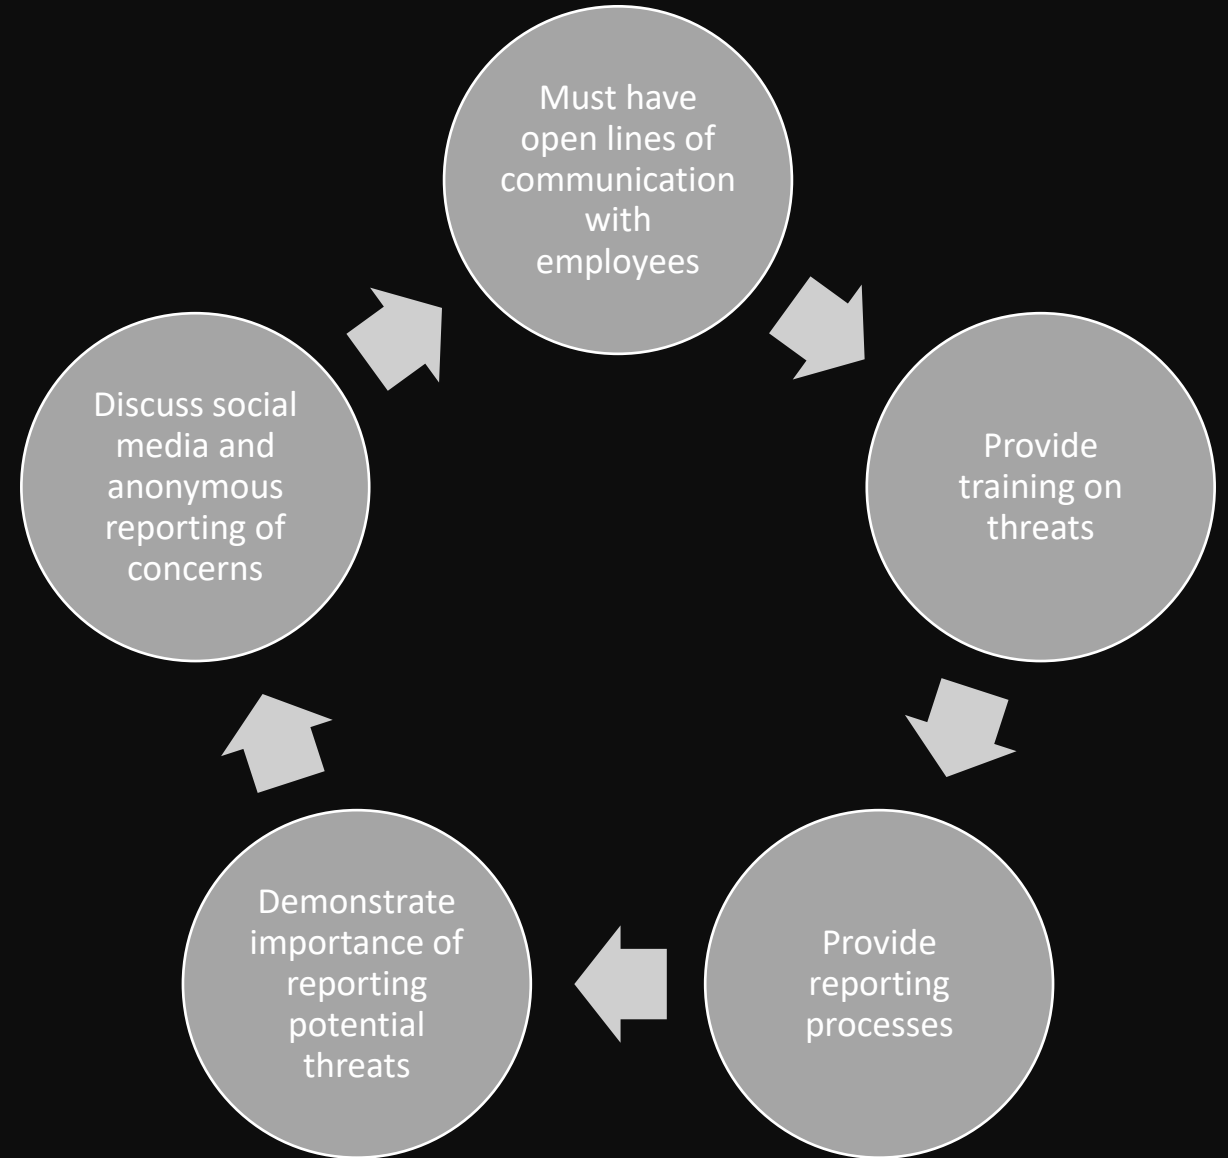 Must have
open lines of
communication
with
employees
Provide
training on
threats
Provide
reporting
processes
Demonstrate
importance of
reporting
potential
threats
Discuss social
media and
anonymous
reporting of
concerns